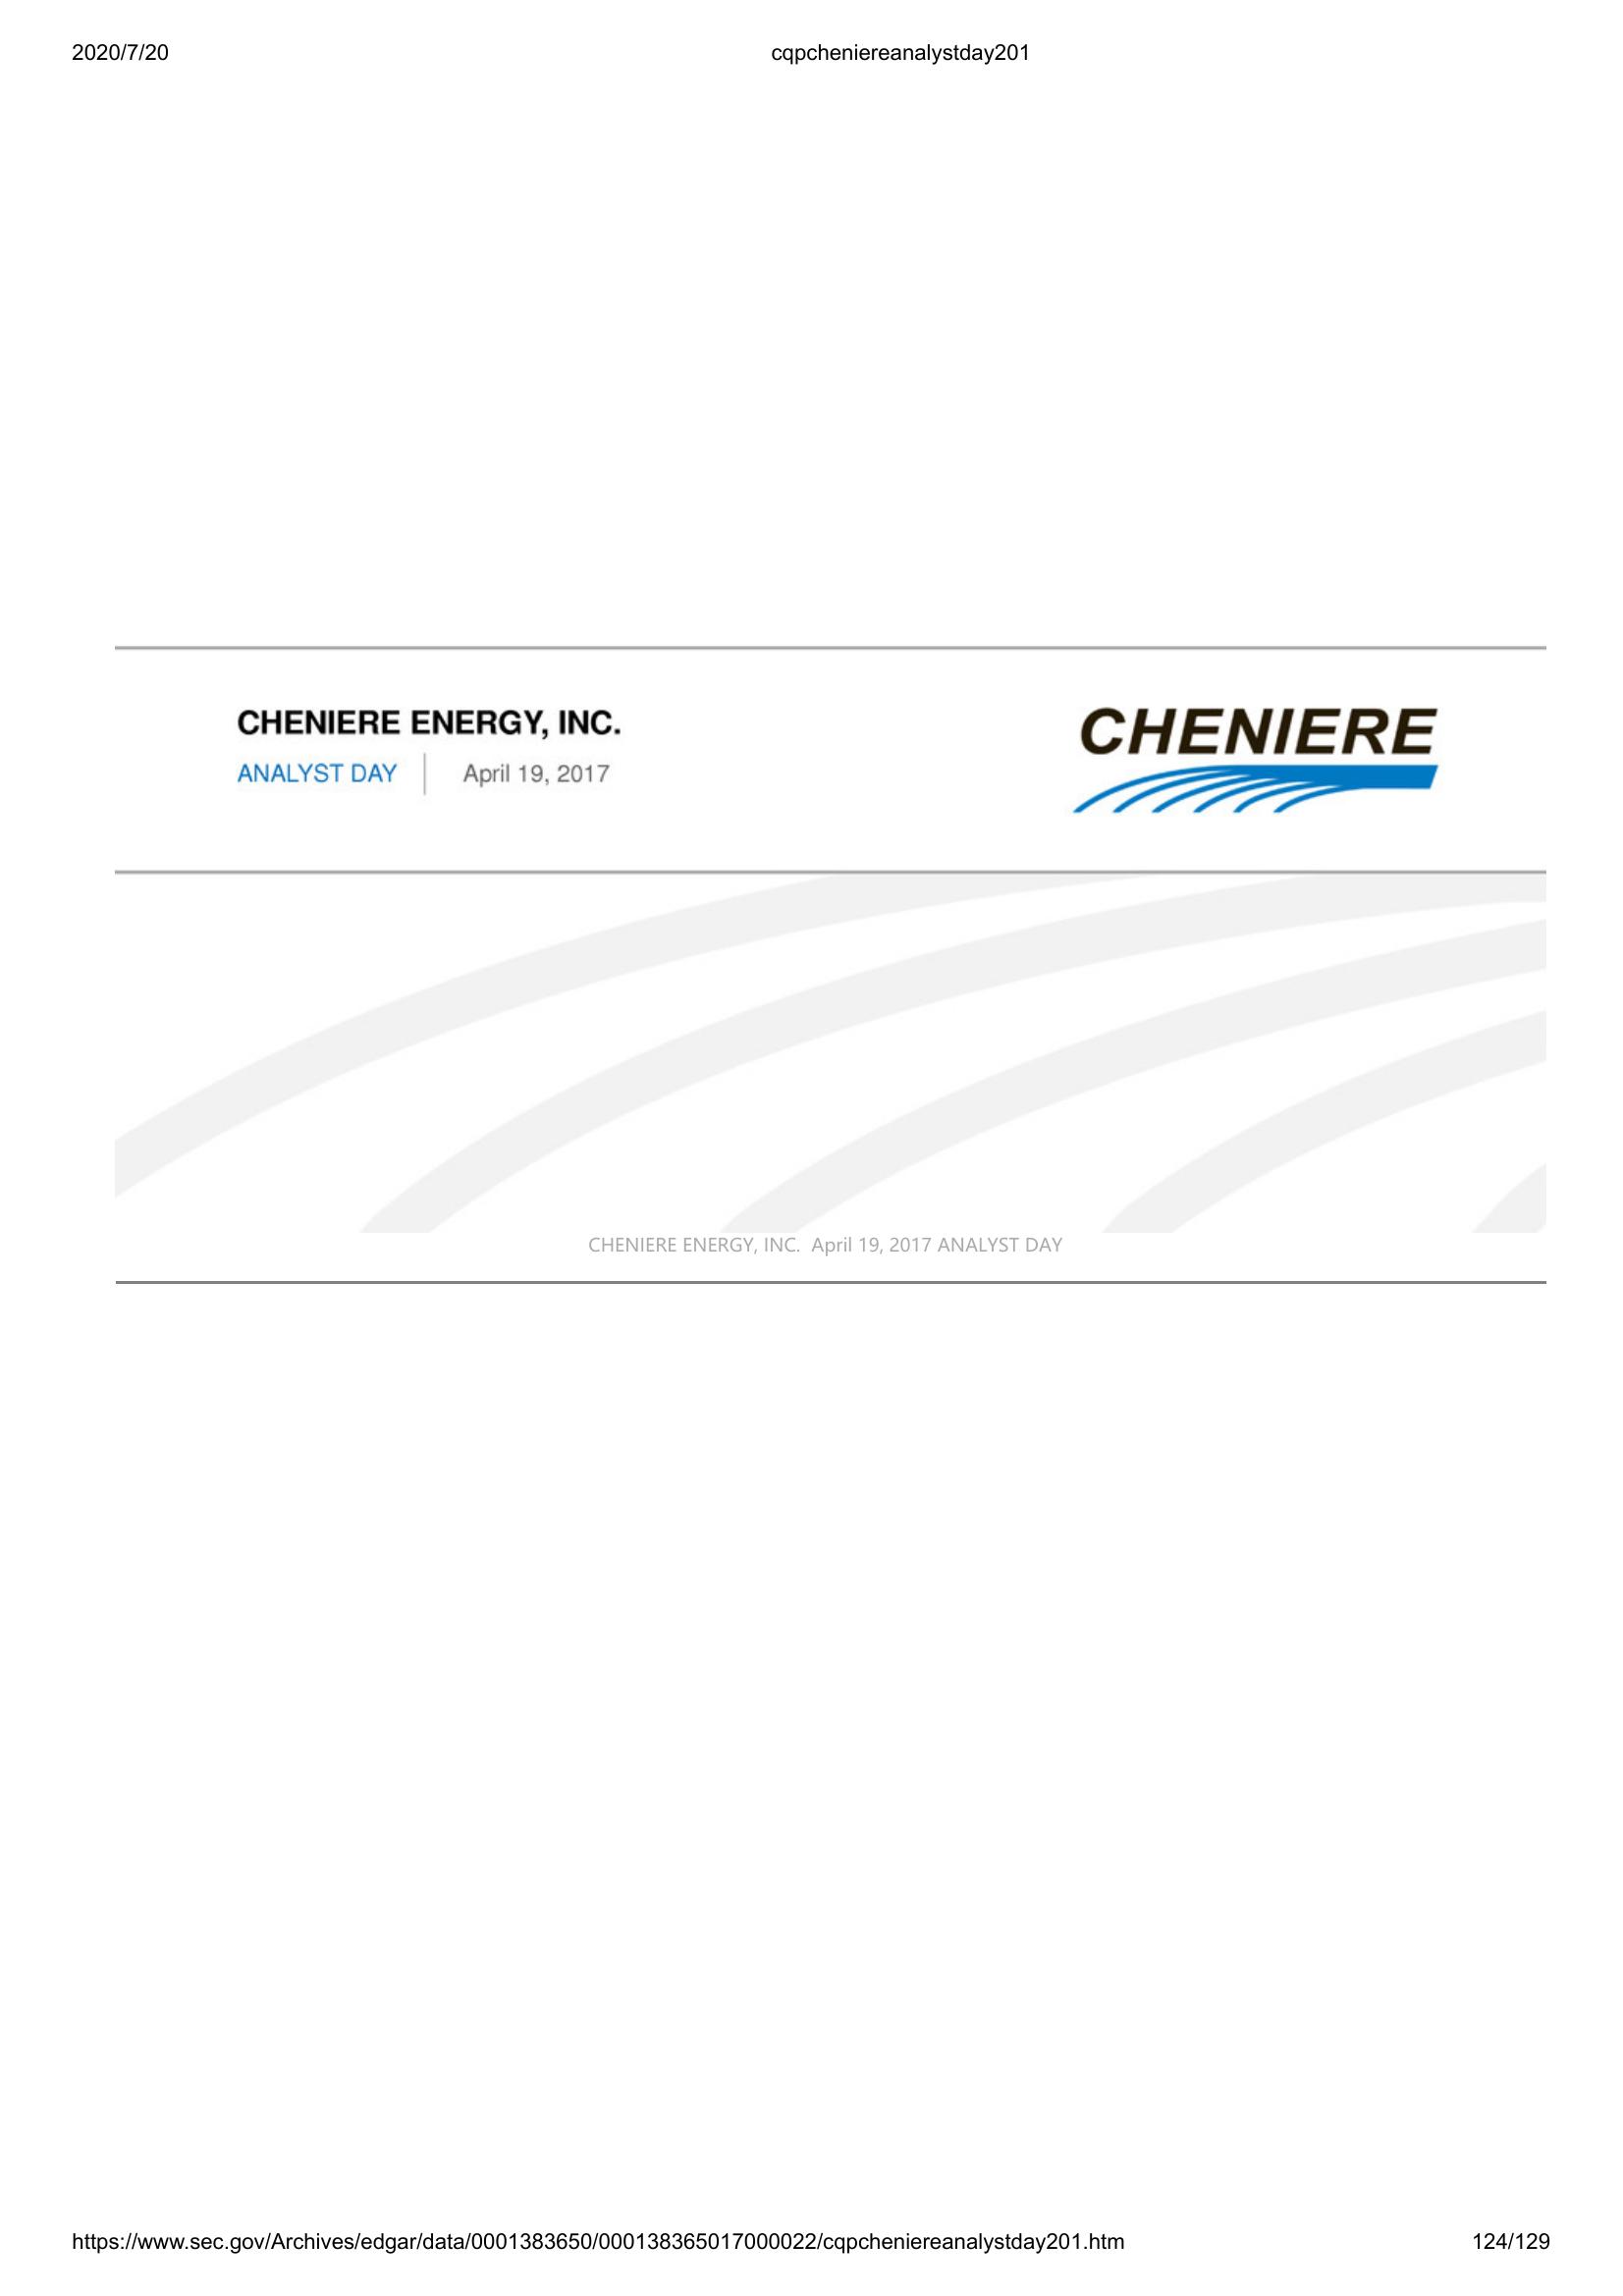 2020/7/20 cqpcheniereanalystday201
CHENIERE ENERGY, INC.
ANALYST DAY April 19, 2017
CHENIERE
CHENIERE ENERGY, INC. April 19, 2017 ANALYST DAY
https://www.sec.gov/Archives/edgar/data/0001383650/000138365017000022/cqpcheniereanalystday201.htm 124/129